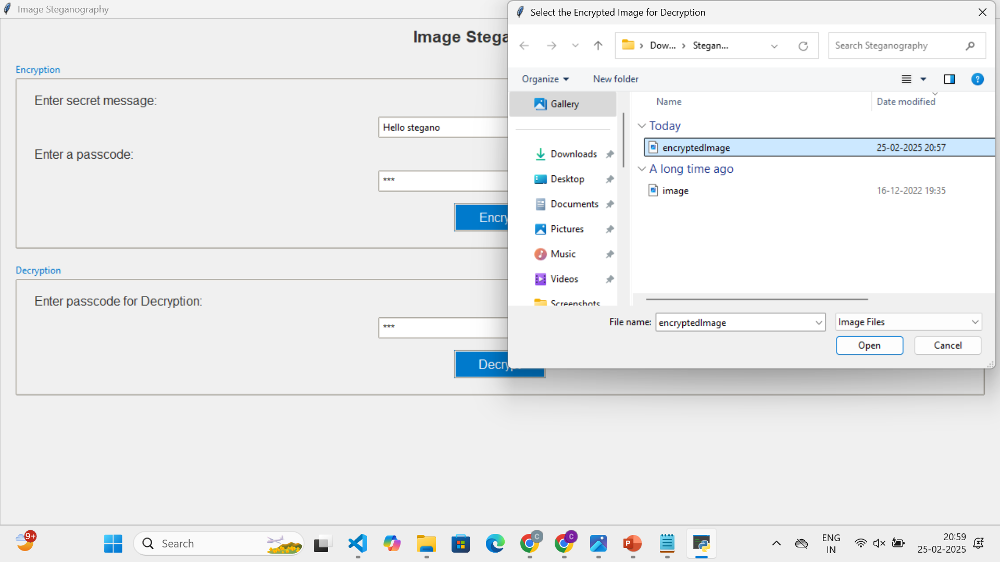 Image Steganography
Select the Encrypted Image for Decryption
Image Stega
Dow... Stegan...
Search Steganography
Organize
New folder
?
Encryption
Enter secret message:
Hello stegano
Enter a passcode:
***
Encry
Decryption
Enter passcode for Decryption:
***
Decryp
Gallery
Downloads
Desktop
Documents
Pictures
Music
Videos
Screenshots
Name
Date modified
Today
encryptedImage
25-02-2025 20:57
A long time ago
image
16-12-2022 19:35
File name:
encryptedImage
Image Files
Open
Cancel
9+
Search
C
C
P
ENG
IN
20:59
25-02-2025